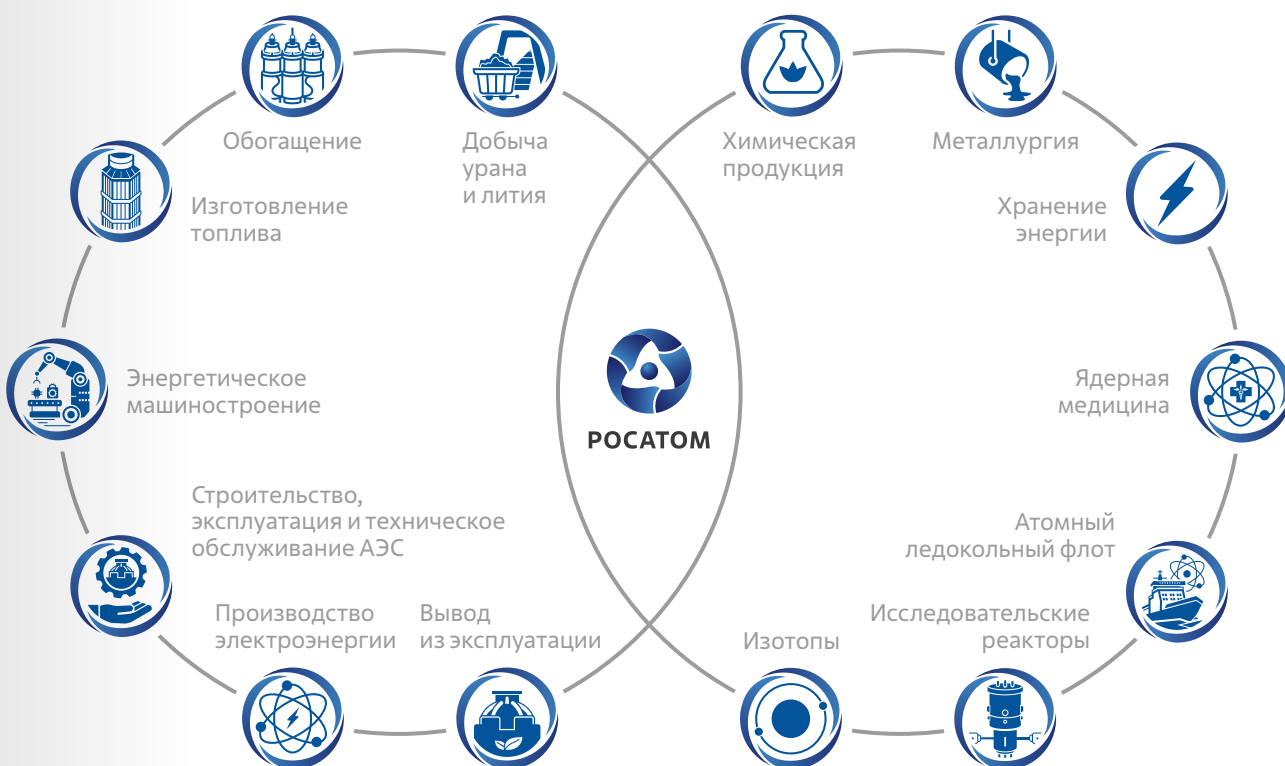 Обогащение
Добыча
урана
и лития
Химическая
продукция
Металлургия
Изготовление
топлива
Хранение
энергии
Энергетическое
машиностроение
РОСАТОМ
Ядерная
медицина
Строительство,
эксплуатация и техническое
обслуживание АЭС
Атомный
ледокольный флот
Производство
электроэнергии
Вывод
из эксплуатации
Изотопы
Исследовательские
реакторы